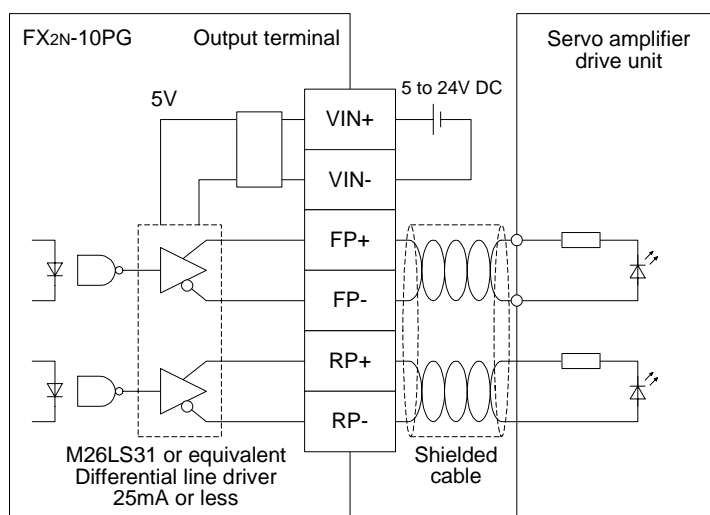 FX2N-10PG
Output terminal
Servo amplifier
drive unit
5V
5 to 24V DC
VIN+
VIN-
FP+
FP-
RP+
RP-
M26LS31 or equivalent
Differential line driver
25mA or less
Shielded
cable